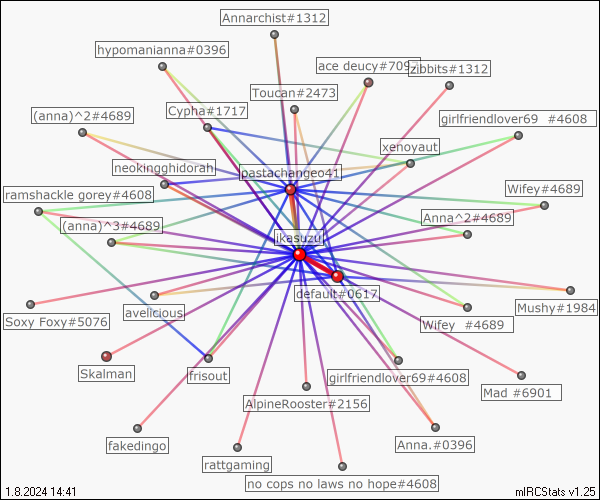 Annarchist#1312
hypomanianna#0396
ace deucy#709
zibbits#1312
Toucan#2473
Cypha#1717
(anna)^2#4689
girlfriendlover69 #4608
xenoyaut
neokingghidorah
pastachangeo41
ramshackle gorey#4608
Wifey#4689
Anna^2#4689
(anna)^3#4689
ikasuzu
default#0617
Soxy Foxy#5076
avelicious
Wifey #4689
Mushy#1984
Skalman
frisout
girlfriendlover69#4608
Mad #6901
AlpineRooster#2156
fakedingo
Anna.#0396
rattgaming
no cops no laws no hope#4608
1.8.2024 14:41
mIRCStats v1.25